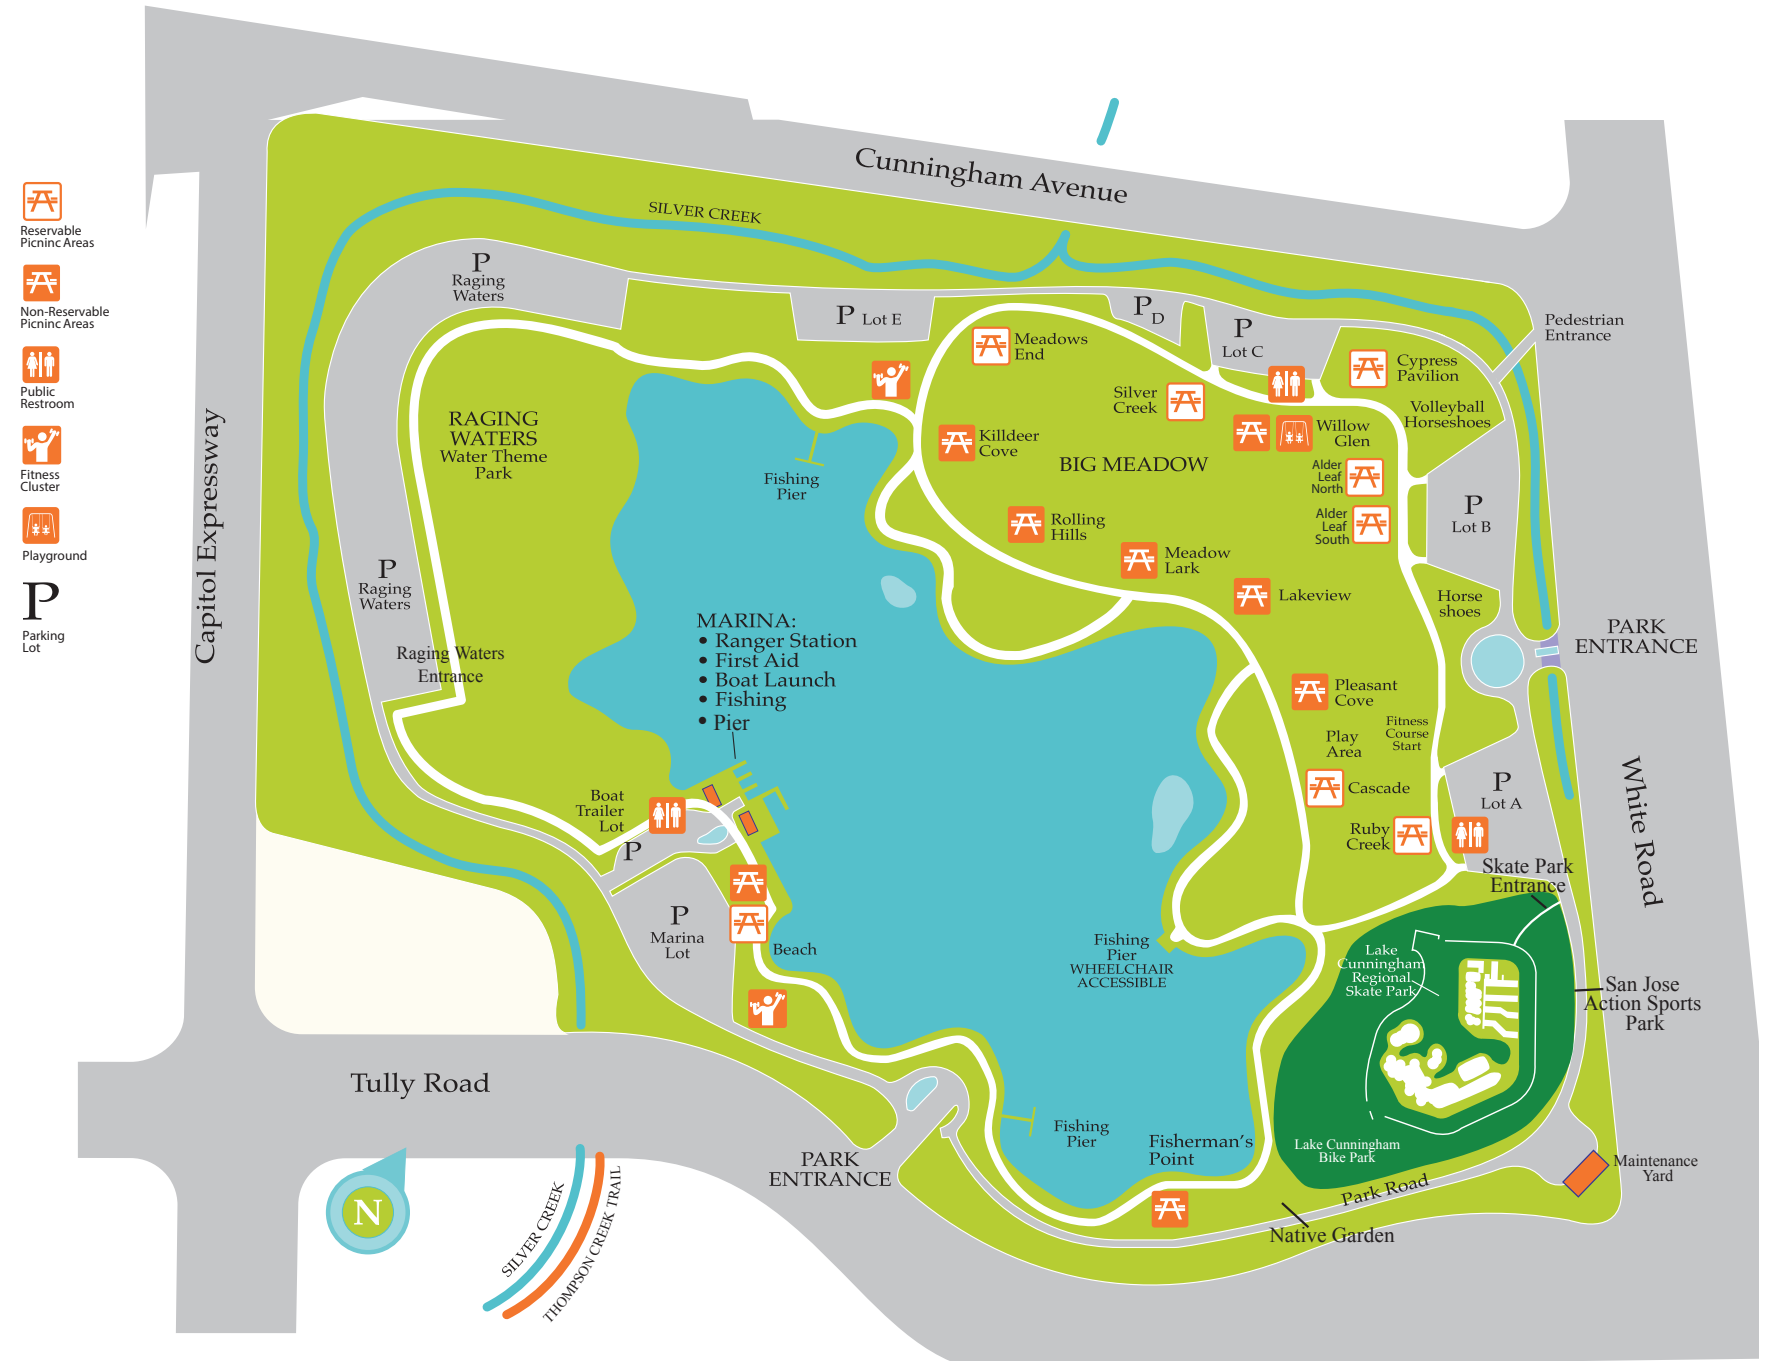 Reservable
Picninc Areas
Non-Reservable
Picninc Areas
Public
Restroom
Fitness
Cluster
Playground
P
Parking
Lot
Cunningham Avenue
SILVER CREEK
P
Raging
Waters
P Lot E
P
D
P
Lot C
Pedestrian
Entrance
Meadows
End
Cypress
Pavilion
Silver
Creek
Volleyball
Horseshoes
RAGING
WATERS
Water Theme
Park
Killdeer
Cove
Willow
Glen
BIG MEADOW
Alder
Leaf
North
Fishing
Pier
Alder
Leaf
South
P
Lot B
Rolling
Hills
Meadow
Lark
Capitol Expressway
P
Raging
Waters
Lakeview
Horse
shoes
MARINA:
• Ranger Station
• First Aid
• Boat Launch
• Fishing
• Pier
PARK
ENTRANCE
Raging Waters
Entrance
Pleasant
Cove
Fitness
Course
Start
Play
Area
Cascade
P
Lot A
White Road
Boat
Trailer
Lot
P
Ruby
Creek
Skate Park
Entrance
P
Marina
Lot
Beach
Fishing
Pier
WHEELCHAIR
ACCESSIBLE
Lake
Cunningham
Regional
Skate Park
San Jose
Action Sports
Park
Tully Road
Fishing
Pier
Fisherman's
Point
Lake Cunningham
Bike Park
PARK
ENTRANCE
Maintenance
Yard
Park Road
Native Garden
N
SILVER CREEK
THOMPSON CREEK TRAIL